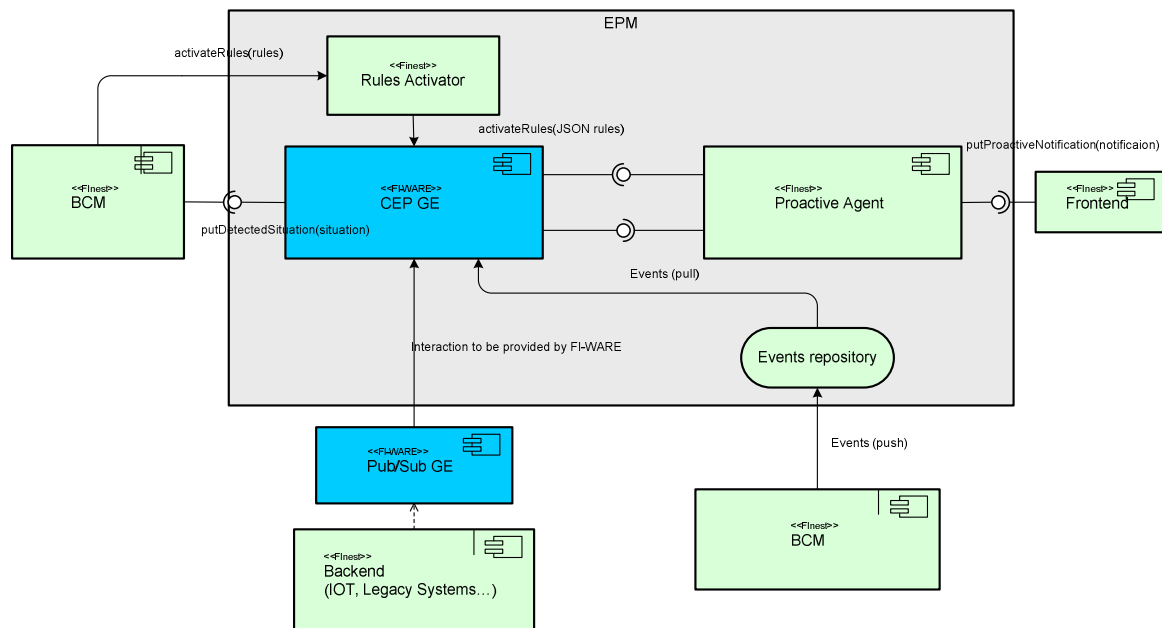 EPM
activateRules(rules)
<<Finest>>
Rules Activator
activateRules(JSON rules)
putProactiveNotification(notificaion)
<<FInest>>
BCM
<<FI-WARE>>
CEP GE
<<FInest>>
Proactive Agent
<<FInest>>
Frontend
putDetectedSituation(situation)
Events (pull)
Interaction to be provided by FI-WARE
Events repository
<<FI-WARE>>
Pub/Sub GE
Events (push)
<<FInest>>
BCM
<<FInest>>
Backend
(IOT, Legacy Systems…)